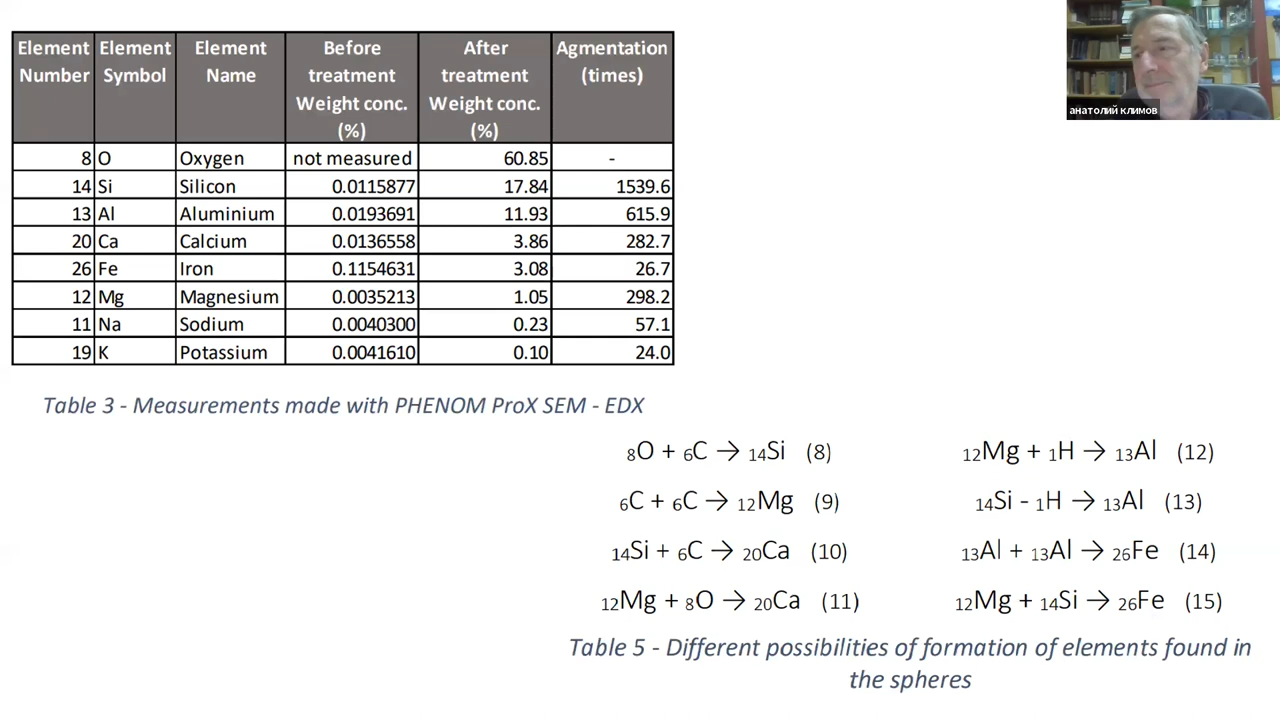 Element Number Element Symbol Element Name Before treatment Weight conc. (%) After treatment Weight conc. (%) Agmentation (times)
8 O Oxygen not measured 60.85 -
14 Si Silicon 0.0115877 17.84 1539.6
13 Al Aluminium 0.0193691 11.93 615.9
20 Ca Calcium 0.0136558 3.86 282.7
26 Fe Iron 0.1154631 3.08 26.7
12 Mg Magnesium 0.0035213 1.05 298.2
11 Na Sodium 0.0040300 0.23 57.1
19 K Potassium 0.0041610 0.10 24.0
Table 3 - Measurements made with PHENOM ProX SEM - EDX
₈O + ₆C → ₁₄Si (8)
₆C + ₆C → ₁₂Mg (9)
₁₄Si + ₆C → ₂₀Ca (10)
₁₂Mg + ₈O → ₂₀Ca (11)
₁₂Mg + ₁H → ₁₃Al (12)
₁₄Si - ₁H → ₁₃Al (13)
₁₃Al + ₁₃Al → ₂₆Fe (14)
₁₂Mg + ₁₄Si → ₂₆Fe (15)
Table 5 - Different possibilities of formation of elements found in
the spheres
анатолий климов